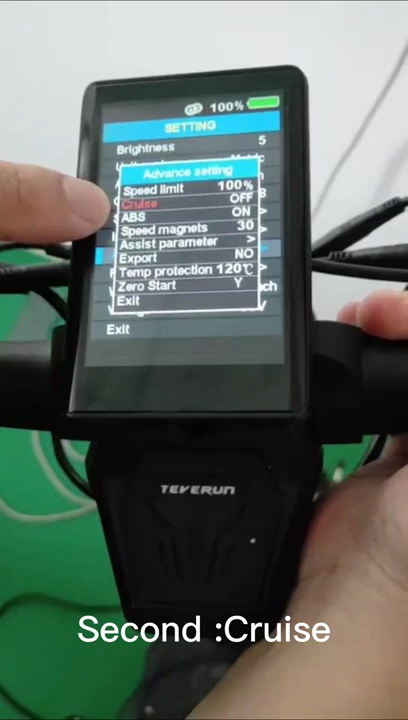 100%
SETTING
Brightness 5
Advance setting
Speed limit 100%
Cruise OFF
ABS ON
Speed magnets 30
Assist parameter >
Export NO
Temp protection 120℃
Zero Start Y
Exit
Exit
TEVERUN
Second :Cruise